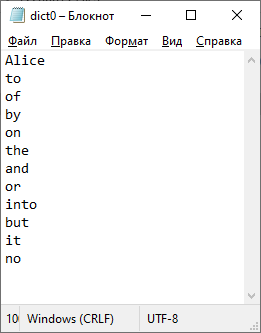 dict0 – Блокнот
Файл Правка Формат Вид Справка
Alice
to
of
by
on
the
and
or
into
but
it
no
Windows (CRLF) UTF-8